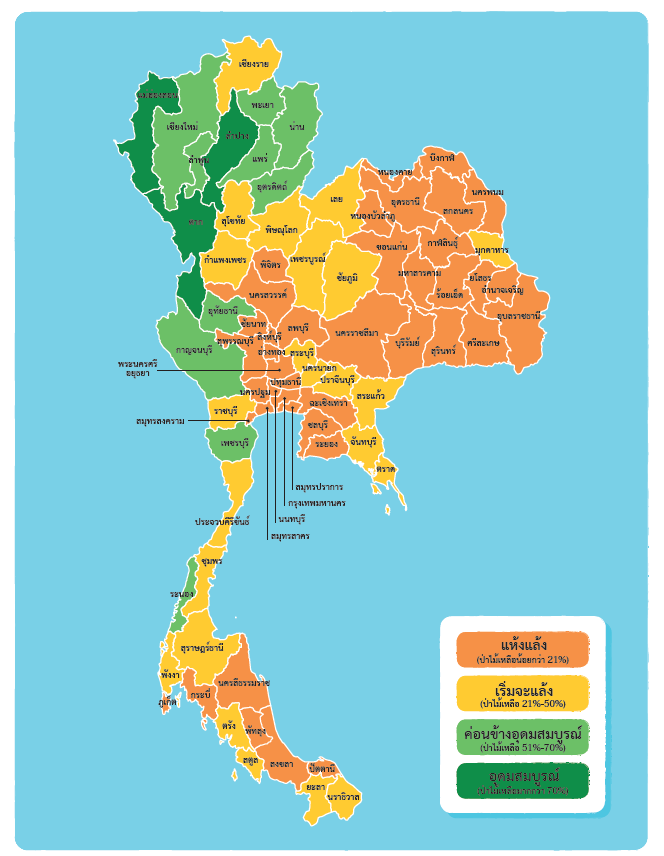 เชียงราย
แม่ฮ่องสอน
พะเยา
เชียงใหม่
น่าน
ลำปาง
ลำพูน
แพร่
อุตรดิตถ์
ตาก
สุโขทัย
พิษณุโลก
เลย
หนองคาย
บึงกาฬ
อุดรธานี
นครพนม
หนองบัวลำภู
สกลนคร
กำแพงเพชร
พิจิตร
เพชรบูรณ์
ขอนแก่น
กาฬสินธุ์
มุกดาหาร
ชัยภูมิ
มหาสารคาม
ยโสธร
ร้อยเอ็ด
อำนาจเจริญ
นครสวรรค์
อุทัยธานี
ชัยนาท
ลพบุรี
นครราชสีมา
อุบลราชธานี
สุพรรณบุรี
สิงห์บุรี
บุรีรัมย์
สุรินทร์
ศรีสะเกษ
กาญจนบุรี
อ่างทอง
สระบุรี
พระนครศรี
อยุธยา
นครนายก
ปทุมธานี
ปราจีนบุรี
นครปฐม
สระแก้ว
ฉะเชิงเทรา
ราชบุรี
สมุทรสงคราม
ชลบุรี
เพชรบุรี
ระยอง
จันทบุรี
ตราด
สมุทรปราการ
กรุงเทพมหานคร
นนทบุรี
สมุทรสาคร
ประจวบคีรีขันธ์
ชุมพร
ระนอง
สุราษฎร์ธานี
พังงา
นครศรีธรรมราช
กระบี่
ภูเก็ต
ตรัง
พัทลุง
สตูล
สงขลา
ปัตตานี
ยะลา
นราธิวาส
แห้งแล้ง
(ป่าไม้เหลือน้อยกว่า 21%)
เริ่มจะแล้ง
(ป่าไม้เหลือ 21%-50%)
ค่อนข้างอุดมสมบูรณ์
(ป่าไม้เหลือ 51%-70%)
อุดมสมบูรณ์
(ป่าไม้เหลือมากกว่า 70%)